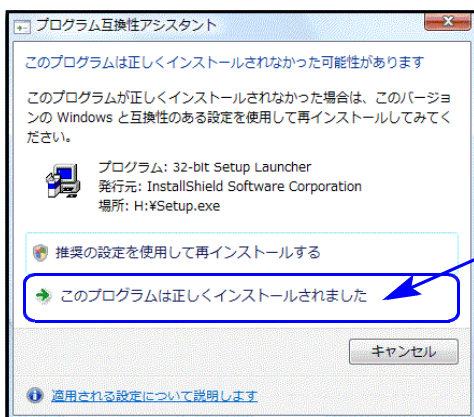 プログラム互換性アシスタント
このプログラムは正しくインストールされなかった可能性があります
このプログラムが正しくインストールされなかった場合は、このバージョ
ンの Windows と互換性のある設定を使用して再インストールしてみてく
ださい。
プログラム: 32-bit Setup Launcher
発行元: InstallShield Software Corporation
場所: H:¥Setup.exe
推奨の設定を使用して再インストールする
このプログラムは正しくインストールされました
キャンセル
適用される設定について説明します